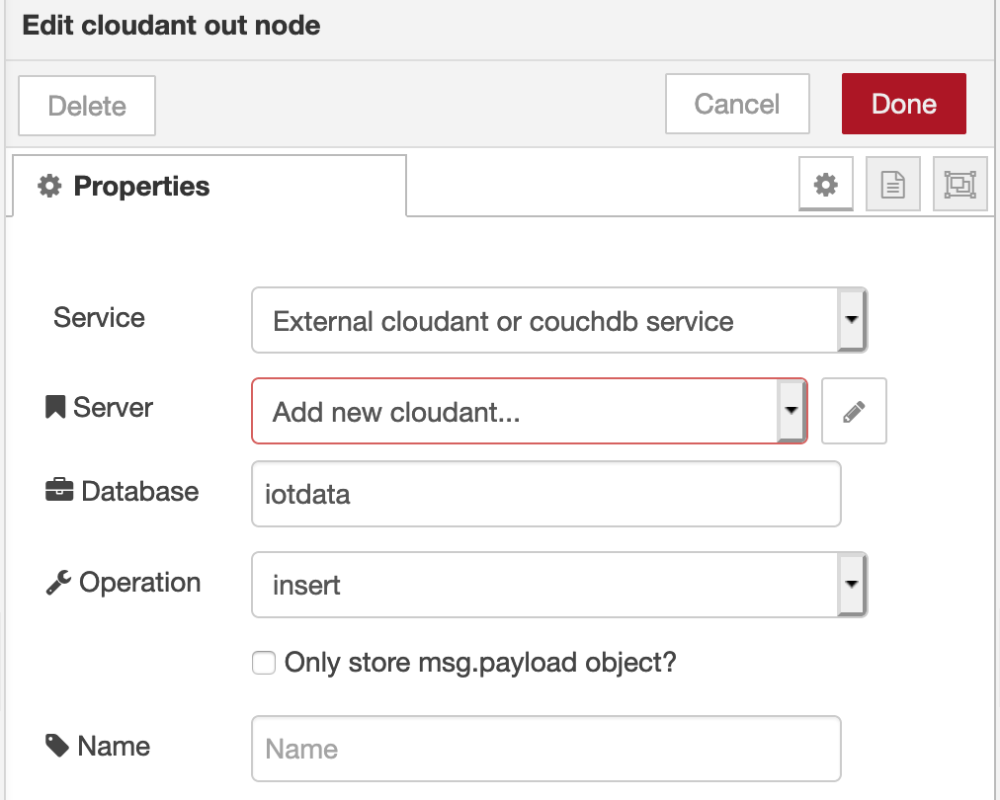 Edit cloudant out node
Delete
Cancel
Done
Properties
Service
External cloudant or couchdb service
Server
Add new cloudant...
Database
iotdata
Operation
insert
Only store msg.payload object?
Name
Name